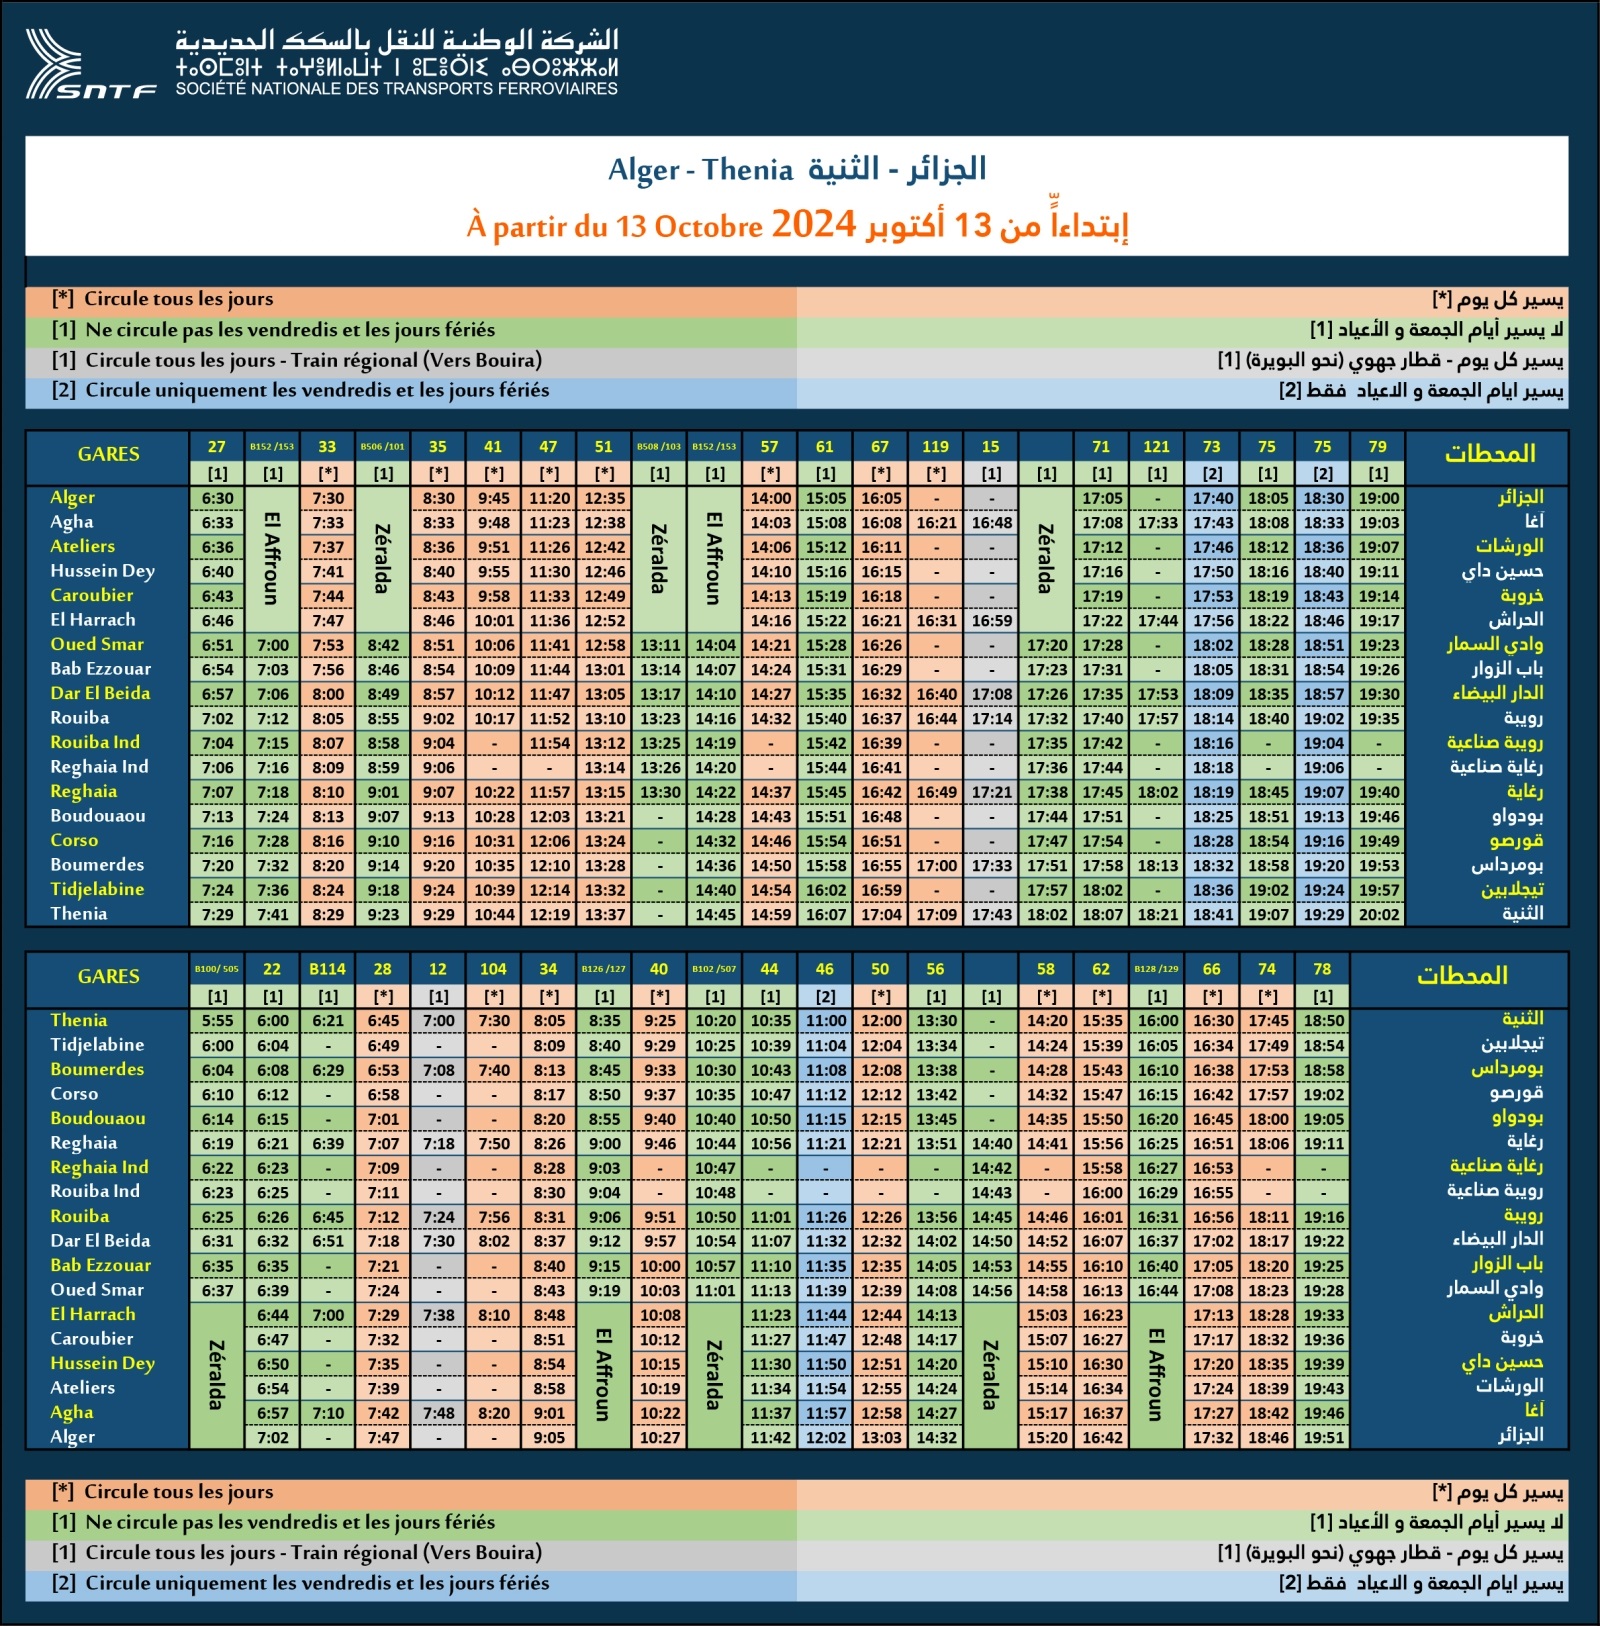 الشركة الوطنية للنقل بالسكك الحديدية
ⵜⴰⵙⵎⵓⵏⵜ ⵜⴰⵖⴻⵍⵏⴰⵡⵜ ⵏ ⵓⵎⵓⵔⵏⵉ ⴰⴱⵔⵓⵣⵣⴰⵍ
SNTF SOCIÉTÉ NATIONALE DES TRANSPORTS FERROVIAIRES
Alger - Thenia الجزائر - الثنية
À partir du 13 Octobre 2024 إبتداءاً من 13 أكتوبر
[*] Circule tous les jours يسير كل يوم [*]
[1] Ne circule pas les vendredis et les jours fériés لا يسير أيام الجمعة و الأعياد [1]
[1] Circule tous les jours - Train régional (Vers Bouira) يسير كل يوم - قطار جهوي (نحو البويرة) [1]
[2] Circule uniquement les vendredis et les jours fériés يسير ايام الجمعة و الاعياد فقط [2]
GARES 27 B152 /153 33 B506 /101 35 41 47 51 B508 /103 B152 /153 57 61 67 119 15 71 121 73 75 75 79 المحطات
[1] [1] [*] [1] [*] [*] [*] [*] [1] [1] [*] [1] [*] [*] [1] [1] [1] [1] [2] [1] [2] [1]
Alger 6:30 El Affroun 7:30 Zéralda 8:30 9:45 11:20 12:35 Zéralda El Affroun 14:00 15:05 16:05 - - Zéralda 17:05 - 17:40 18:05 18:30 19:00 الجزائر
Agha 6:33 7:33 8:33 9:48 11:23 12:38 14:03 15:08 16:08 16:21 16:48 17:08 17:33 17:43 18:08 18:33 19:03 آغا
Ateliers 6:36 7:37 8:36 9:51 11:26 12:42 14:06 15:12 16:11 - - 17:12 - 17:46 18:12 18:36 19:07 الورشات
Hussein Dey 6:40 7:41 8:40 9:55 11:30 12:46 14:10 15:16 16:15 - - 17:16 - 17:50 18:16 18:40 19:11 حسين داي
Caroubier 6:43 7:44 8:43 9:58 11:33 12:49 14:13 15:19 16:18 - - 17:19 - 17:53 18:19 18:43 19:14 خروبة
El Harrach 6:46 7:47 8:46 10:01 11:36 12:52 14:16 15:22 16:21 16:31 16:59 17:22 17:44 17:56 18:22 18:46 19:17 الحراش
Oued Smar 6:51 7:00 7:53 8:42 8:51 10:06 11:41 12:58 13:11 14:04 14:21 15:28 16:26 - - 17:20 17:28 - 18:02 18:28 18:51 19:23 وادي السمار
Bab Ezzouar 6:54 7:03 7:56 8:46 8:54 10:09 11:44 13:01 13:14 14:07 14:24 15:31 16:29 - - 17:23 17:31 - 18:05 18:31 18:54 19:26 باب الزوار
Dar El Beida 6:57 7:06 8:00 8:49 8:57 10:12 11:47 13:05 13:17 14:10 14:27 15:35 16:32 16:40 17:08 17:26 17:35 17:53 18:09 18:35 18:57 19:30 الدار البيضاء
Rouiba 7:02 7:12 8:05 8:55 9:02 10:17 11:52 13:10 13:23 14:16 14:32 15:40 16:37 16:44 17:14 17:32 17:40 17:57 18:14 18:40 19:02 19:35 رويبة
Rouiba Ind 7:04 7:15 8:07 8:58 9:04 - 11:54 13:12 13:25 14:19 - 15:42 16:39 - - 17:35 17:42 - 18:16 - 19:04 - رويبة صناعية
Reghaia Ind 7:06 7:16 8:09 8:59 9:06 - - 13:14 13:26 14:20 - 15:44 16:41 - - 17:36 17:44 - 18:18 - 19:06 - رغاية صناعية
Reghaia 7:07 7:18 8:10 9:01 9:07 10:22 11:57 13:15 13:30 14:22 14:37 15:45 16:42 16:49 17:21 17:38 17:45 18:02 18:19 18:45 19:07 19:40 رغاية
Boudouaou 7:13 7:24 8:13 9:07 9:13 10:28 12:03 13:21 - 14:28 14:43 15:51 16:48 - - 17:44 17:51 - 18:25 18:51 19:13 19:46 بودواو
Corso 7:16 7:28 8:16 9:10 9:16 10:31 12:06 13:24 - 14:32 14:46 15:54 16:51 - - 17:47 17:54 - 18:28 18:54 19:16 19:49 قورصو
Boumerdes 7:20 7:32 8:20 9:14 9:20 10:35 12:10 13:28 - 14:36 14:50 15:58 16:55 17:00 17:33 17:51 17:58 18:13 18:32 18:58 19:20 19:53 بومرداس
Tidjelabine 7:24 7:36 8:24 9:18 9:24 10:39 12:14 13:32 - 14:40 14:54 16:02 16:59 - - 17:57 18:02 - 18:36 19:02 19:24 19:57 تيجلابين
Thenia 7:29 7:41 8:29 9:23 9:29 10:44 12:19 13:37 - 14:45 14:59 16:07 17:04 17:09 17:43 18:02 18:07 18:21 18:41 19:07 19:29 20:02 الثنية
GARES B100/ 505 22 B114 28 12 104 34 B126 /127 40 B102 /507 44 46 50 56 58 62 B128 /129 66 74 78 المحطات
[1] [1] [1] [*] [1] [*] [*] [1] [*] [1] [1] [2] [*] [1] [1] [*] [*] [1] [*] [*] [1]
Thenia 5:55 6:00 6:21 6:45 7:00 7:30 8:05 8:35 9:25 10:20 10:35 11:00 12:00 13:30 - 14:20 15:35 16:00 16:30 17:45 18:50 الثنية
Tidjelabine 6:00 6:04 - 6:49 - - 8:09 8:40 9:29 10:25 10:39 11:04 12:04 13:34 - 14:24 15:39 16:05 16:34 17:49 18:54 تيجلابين
Boumerdes 6:04 6:08 6:29 6:53 7:08 7:40 8:13 8:45 9:33 10:30 10:43 11:08 12:08 13:38 - 14:28 15:43 16:10 16:38 17:53 18:58 بومرداس
Corso 6:10 6:12 - 6:58 - - 8:17 8:50 9:37 10:35 10:47 11:12 12:12 13:42 - 14:32 15:47 16:15 16:42 17:57 19:02 قورصو
Boudouaou 6:14 6:15 - 7:01 - - 8:20 8:55 9:40 10:40 10:50 11:15 12:15 13:45 - 14:35 15:50 16:20 16:45 18:00 19:05 بودواو
Reghaia 6:19 6:21 6:39 7:07 7:18 7:50 8:26 9:00 9:46 10:44 10:56 11:21 12:21 13:51 14:40 14:41 15:56 16:25 16:51 18:06 19:11 رغاية
Reghaia Ind 6:22 6:23 - 7:09 - - 8:28 9:03 - 10:47 - - - - 14:42 - 15:58 16:27 16:53 - - رغاية صناعية
Rouiba Ind 6:23 6:25 - 7:11 - - 8:30 9:04 - 10:48 - - - - 14:43 - 16:00 16:29 16:55 - - رويبة صناعية
Rouiba 6:25 6:26 6:45 7:12 7:24 7:56 8:31 9:06 9:51 10:50 11:01 11:26 12:26 13:56 14:45 14:46 16:01 16:31 16:56 18:11 19:16 رويبة
Dar El Beida 6:31 6:32 6:51 7:18 7:30 8:02 8:37 9:12 9:57 10:54 11:07 11:32 12:32 14:02 14:50 14:52 16:07 16:37 17:02 18:17 19:22 الدار البيضاء
Bab Ezzouar 6:35 6:35 - 7:21 - - 8:40 9:15 10:00 10:57 11:10 11:35 12:35 14:05 14:53 14:55 16:10 16:40 17:05 18:20 19:25 باب الزوار
Oued Smar 6:37 6:39 - 7:24 - - 8:43 9:19 10:03 11:01 11:13 11:39 12:39 14:08 14:56 14:58 16:13 16:44 17:08 18:23 19:28 وادي السمار
El Harrach Zéralda 6:44 7:00 7:29 7:38 8:10 8:48 El Affroun 10:08 Zéralda 11:23 11:44 12:44 14:13 Zéralda 15:03 16:23 El Affroun 17:13 18:28 19:33 الحراش
Caroubier 6:47 - 7:32 - - 8:51 10:12 11:27 11:47 12:48 14:17 15:07 16:27 17:17 18:32 19:36 خروبة
Hussein Dey 6:50 - 7:35 - - 8:54 10:15 11:30 11:50 12:51 14:20 15:10 16:30 17:20 18:35 19:39 حسين داي
Ateliers 6:54 - 7:39 - - 8:58 10:19 11:34 11:54 12:55 14:24 15:14 16:34 17:24 18:39 19:43 الورشات
Agha 6:57 7:10 7:42 7:48 8:20 9:01 10:22 11:37 11:57 12:58 14:27 15:17 16:37 17:27 18:42 19:46 آغا
Alger 7:02 - 7:47 - - 9:05 10:27 11:42 12:02 13:03 14:32 15:20 16:42 17:32 18:46 19:51 الجزائر
[*] Circule tous les jours يسير كل يوم [*]
[1] Ne circule pas les vendredis et les jours fériés لا يسير أيام الجمعة و الأعياد [1]
[1] Circule tous les jours - Train régional (Vers Bouira) يسير كل يوم - قطار جهوي (نحو البويرة) [1]
[2] Circule uniquement les vendredis et les jours fériés يسير ايام الجمعة و الاعياد فقط [2]